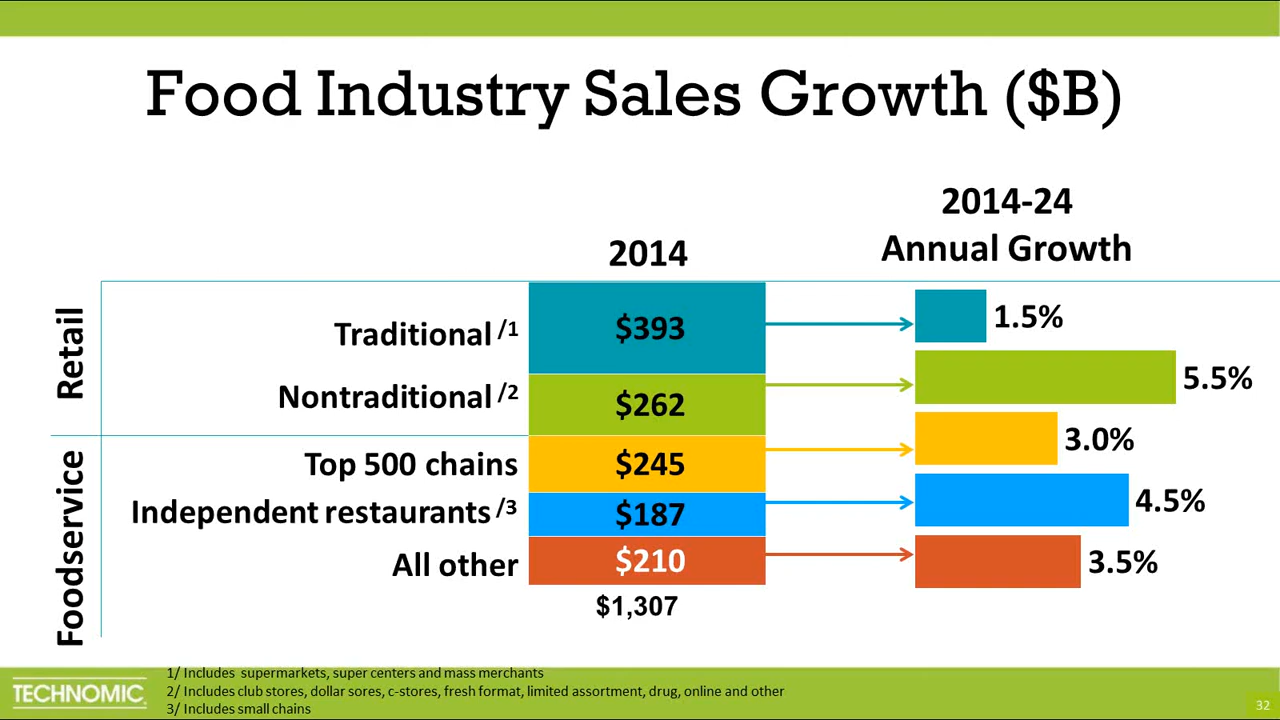 Food Industry Sales Growth ($B)
2014
2014-24
Annual Growth
Retail
Traditional /1
$393
1.5%
Nontraditional /2
$262
5.5%
Foodservice
Top 500 chains
$245
3.0%
Independent restaurants /3
$187
4.5%
All other
$210
3.5%
$1,307
1/ Includes supermarkets, super centers and mass merchants
2/ Includes club stores, dollar sores, c-stores, fresh format, limited assortment, drug, online and other
3/ Includes small chains
TECHNOMIC
32